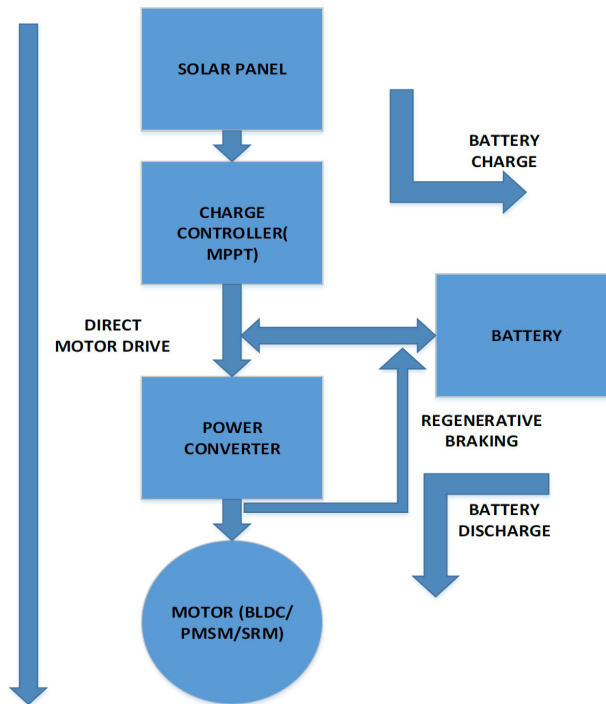 SOLAR PANEL
BATTERY
CHARGE
CHARGE
CONTROLLER(
MPPT)
DIRECT
MOTOR DRIVE
BATTERY
POWER
CONVERTER
REGENERATIVE
BRAKING
BATTERY
DISCHARGE
MOTOR (BLDC/
PMSM/SRM)